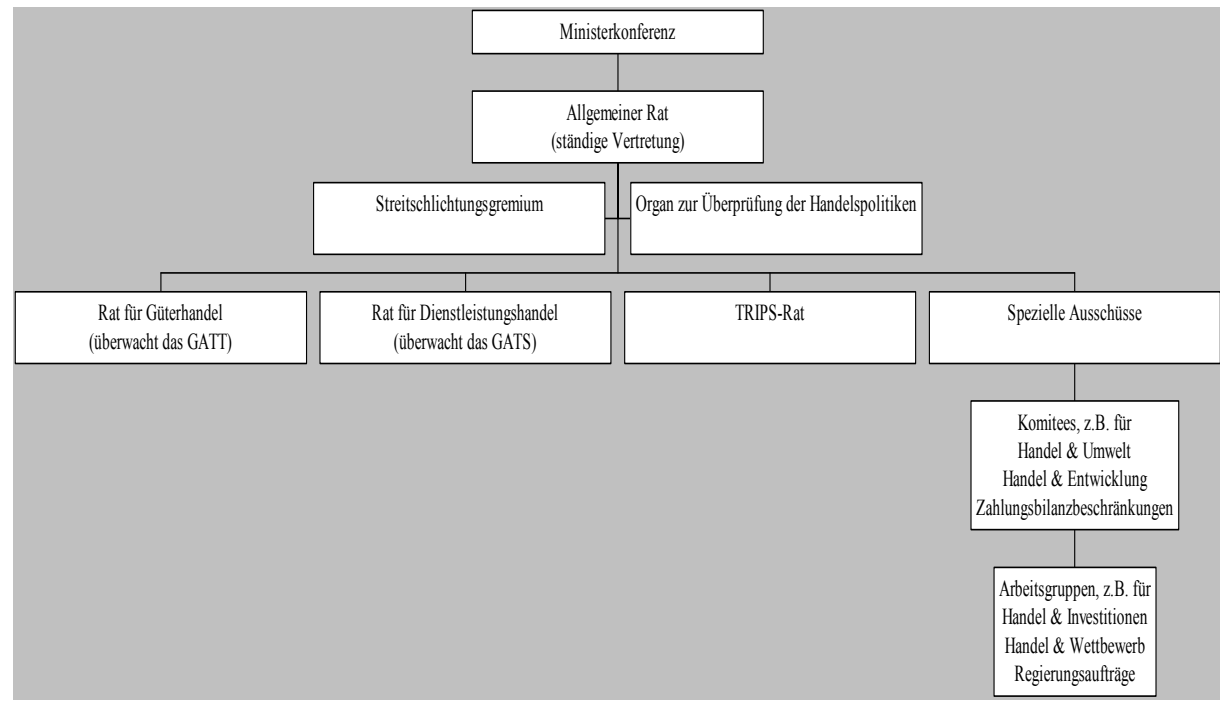 Ministerkonferenz
Allgemeiner Rat
(ständige Vertretung)
Streitschlichtungsgremium
Organ zur Überprüfung der Handelspolitiken
Rat für Güterhandel
(überwacht das GATT)
Rat für Dienstleistungshandel
(überwacht das GATS)
TRIPS-Rat
Spezielle Ausschüsse
Komitees, z.B. für
Handel & Umwelt
Handel & Entwicklung
Zahlungsbilanzbeschränkungen
Arbeitsgruppen, z.B. für
Handel & Investitionen
Handel & Wettbewerb
Regierungsaufträge